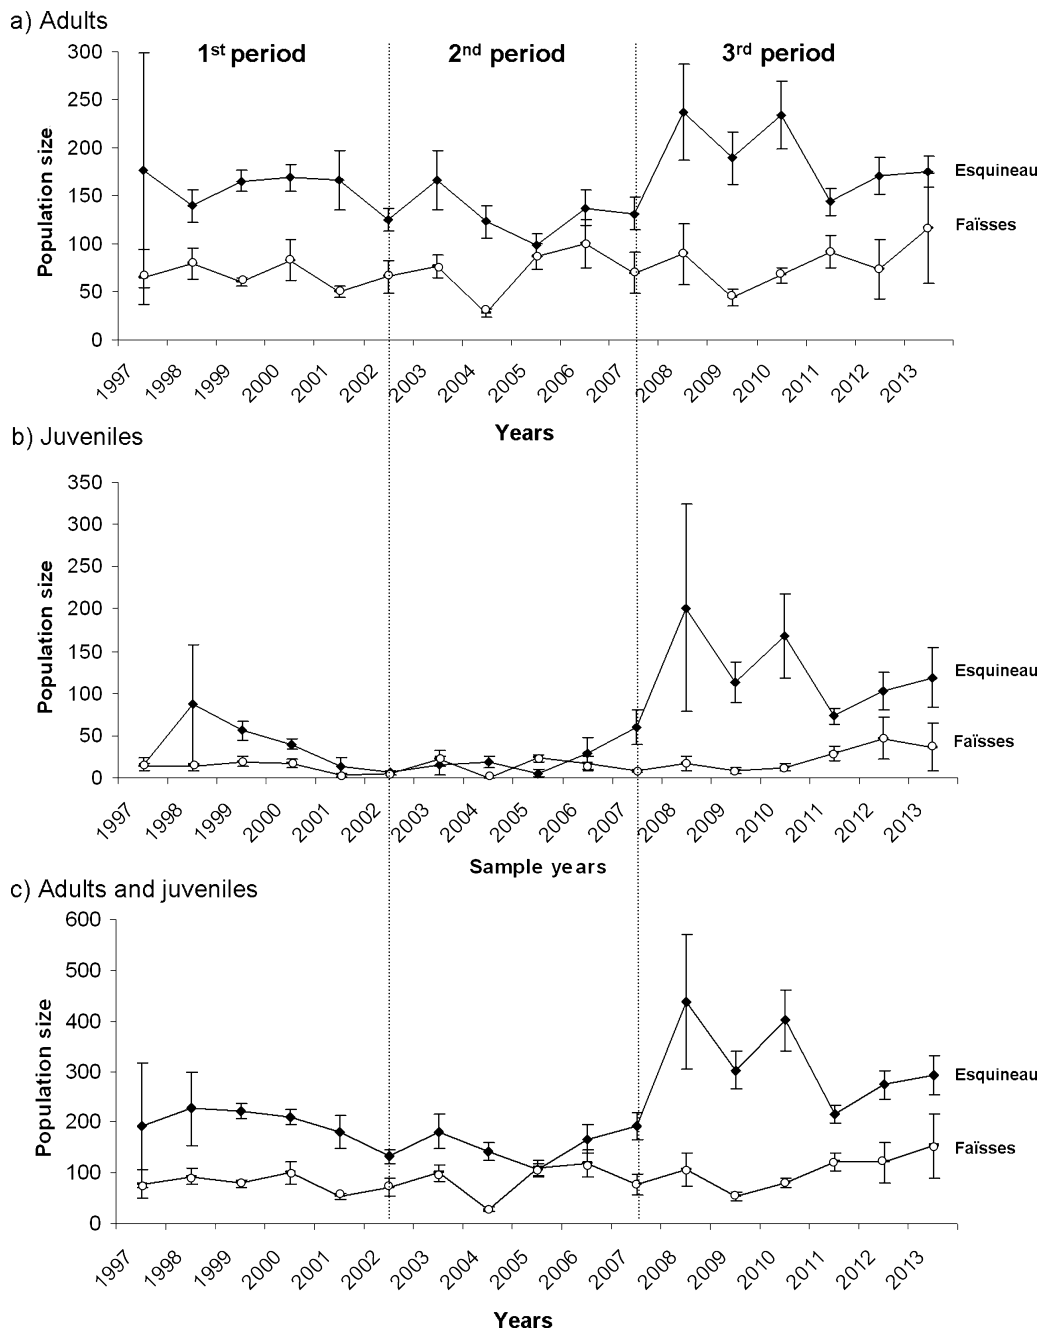 a) Adults
1st period 2nd period 3rd period
300
250
200
150
100
50
0
Population size
Esquineau
Faïsses
1997 1998 1999 2000 2001 2002 2003 2004 2005 2006 2007 2008 2009 2010 2011 2012 2013
Years
b) Juveniles
350
300
250
200
150
100
50
0
Population size
Esquineau
Faïsses
1997 1998 1999 2000 2001 2002 2003 2004 2005 2006 2007 2008 2009 2010 2011 2012 2013
Sample years
c) Adults and juveniles
600
500
400
300
200
100
0
Population size
Esquineau
Faïsses
1997 1998 1999 2000 2001 2002 2003 2004 2005 2006 2007 2008 2009 2010 2011 2012 2013
Years